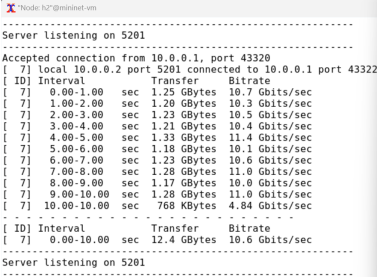 "Node: h2"@mininet-vm
-----------------------------------------------------------
Server listening on 5201
-----------------------------------------------------------
Accepted connection from 10.0.0.1, port 43320
[  7] local 10.0.0.2 port 5201 connected to 10.0.0.1 port 43322
[ ID] Interval           Transfer     Bitrate
[  7]   0.00-1.00   sec  1.25 GBytes  10.7 Gbits/sec
[  7]   1.00-2.00   sec  1.20 GBytes  10.3 Gbits/sec
[  7]   2.00-3.00   sec  1.23 GBytes  10.5 Gbits/sec
[  7]   3.00-4.00   sec  1.21 GBytes  10.4 Gbits/sec
[  7]   4.00-5.00   sec  1.33 GBytes  11.4 Gbits/sec
[  7]   5.00-6.00   sec  1.18 GBytes  10.1 Gbits/sec
[  7]   6.00-7.00   sec  1.23 GBytes  10.6 Gbits/sec
[  7]   7.00-8.00   sec  1.28 GBytes  11.0 Gbits/sec
[  7]   8.00-9.00   sec  1.17 GBytes  10.0 Gbits/sec
[  7]   9.00-10.00  sec  1.28 GBytes  11.0 Gbits/sec
[  7]  10.00-10.00  sec   768 KBytes  4.84 Gbits/sec
- - - - - - - - - - - - - - - - - - - - - - - - -
[ ID] Interval           Transfer     Bitrate
[  7]   0.00-10.00  sec  12.4 GBytes  10.6 Gbits/sec
-----------------------------------------------------------
Server listening on 5201
-----------------------------------------------------------